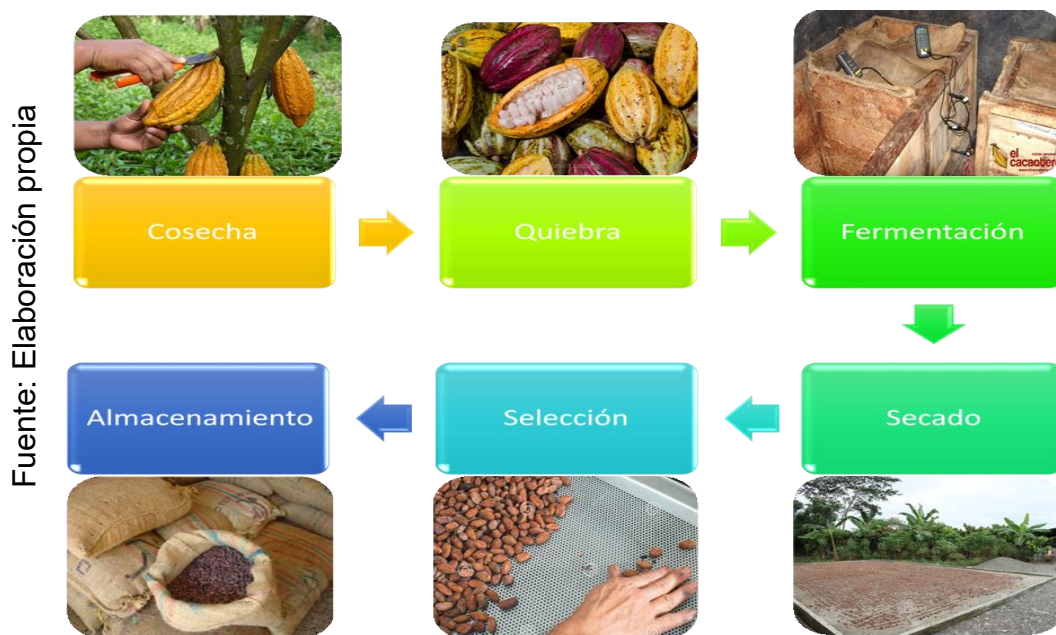 Fuente: Elaboración propia
Cosecha
Quiebra
Fermentación
el
cacaotero
Secado
Selección
Almacenamiento